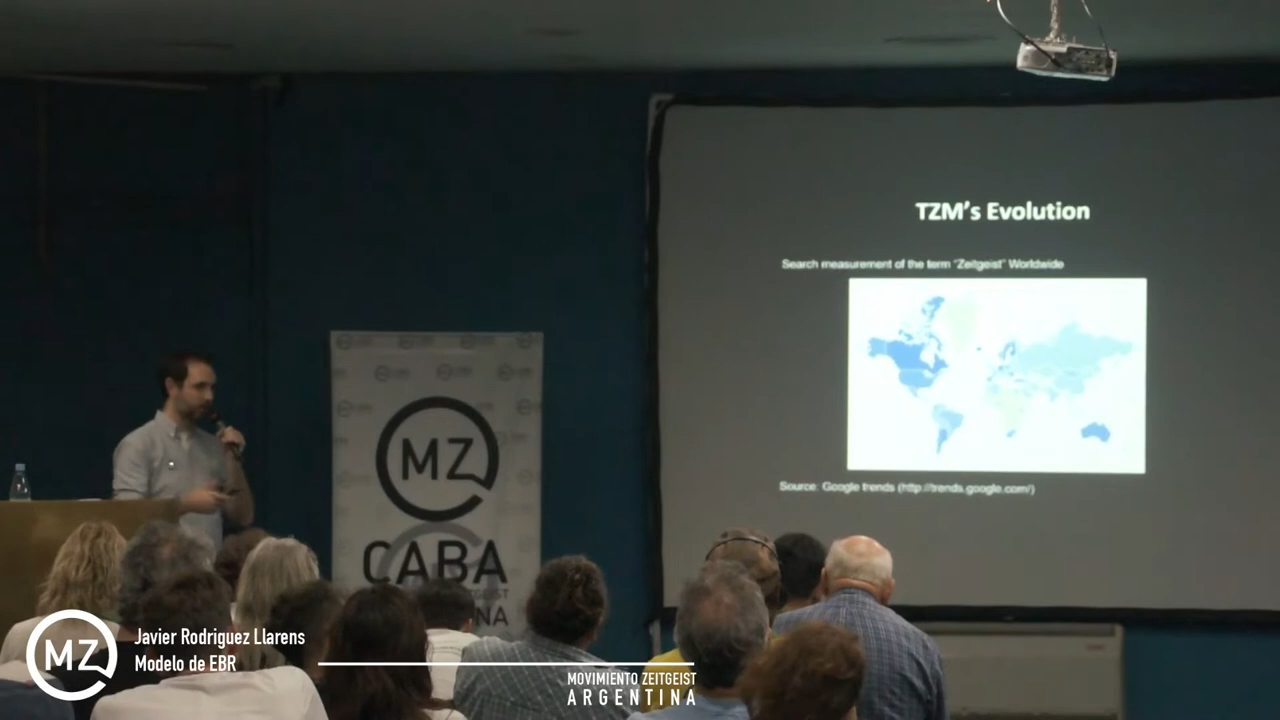 TZM's Evolution
Search measurement of the term "Zeitgeist" Worldwide
Source: Google trends (http://trends.google.com/)
MZ
CABA
MZ
Javier Rodriguez Llarens
Modelo de EBR
MOVIMIENTO ZEITGEIST
ARGENTINA